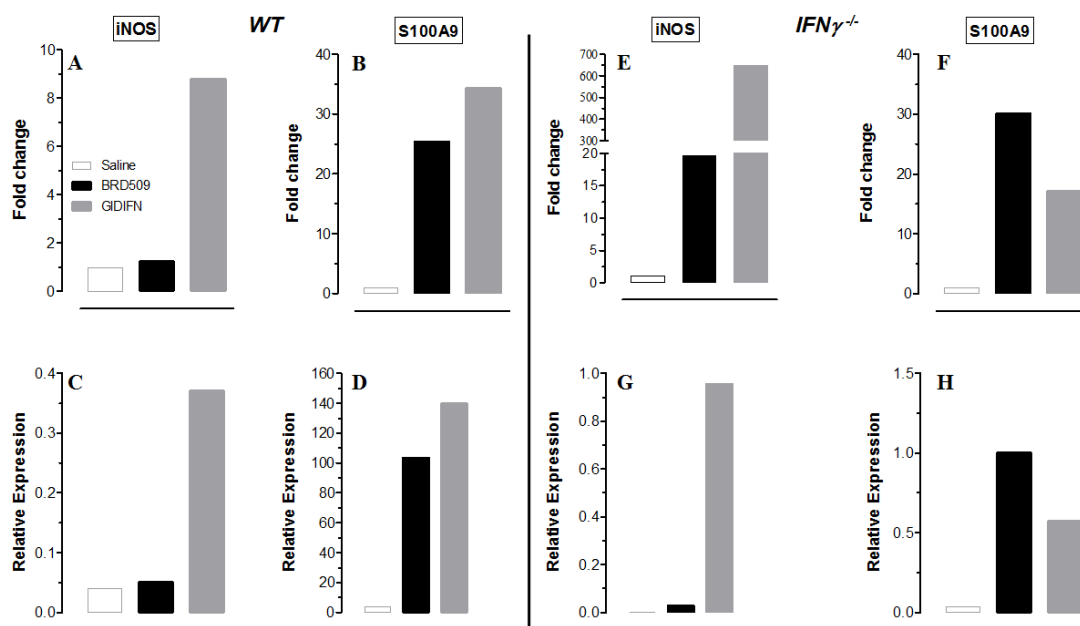 WT
IFNγ -/-
iNOS
S100A9
iNOS
S100A9
A
Fold change
10
8
6
4
2
0
Saline
BRD509
GIDIFN
B
Fold change
40
30
20
10
0
E
Fold change
700
600
500
400
300
20
15
10
5
0
F
Fold change
40
30
20
10
0
C
Relative Expression
0.4
0.3
0.2
0.1
0.0
D
Relative Expression
160
140
120
100
80
60
40
20
0
G
Relative Expression
1.0
0.8
0.6
0.4
0.2
0.0
H
Relative Expression
1.5
1.0
0.5
0.0